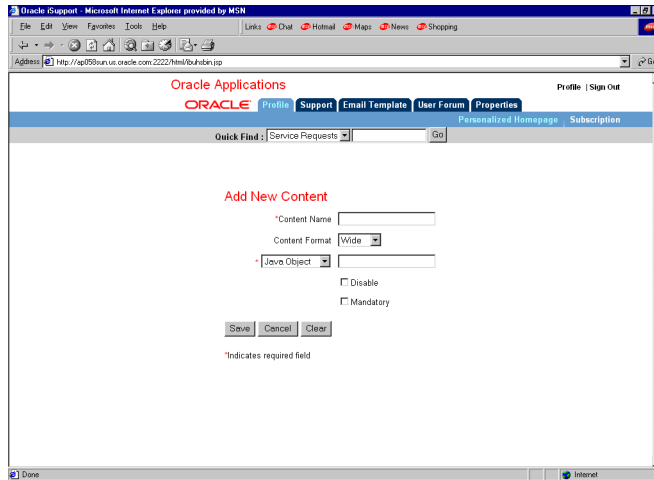 Oracle iSupport - Microsoft Internet Explorer provided by MSN
File Edit View Favorites Tools Help Links Chat Hotmail Maps News Shopping
Address http://ap058sun.us.oracle.com:2222/html/ibuhsbin.jsp
Oracle Applications Profile | Sign Out
ORACLE Profile Support Email Template User Forum Properties
Personalized Homepage | Subscription
Quick Find : Service Requests Go
Add New Content
*Content Name
Content Format Wide
* Java Object
Disable
Mandatory
Save Cancel Clear
*Indicates required field
Done Internet